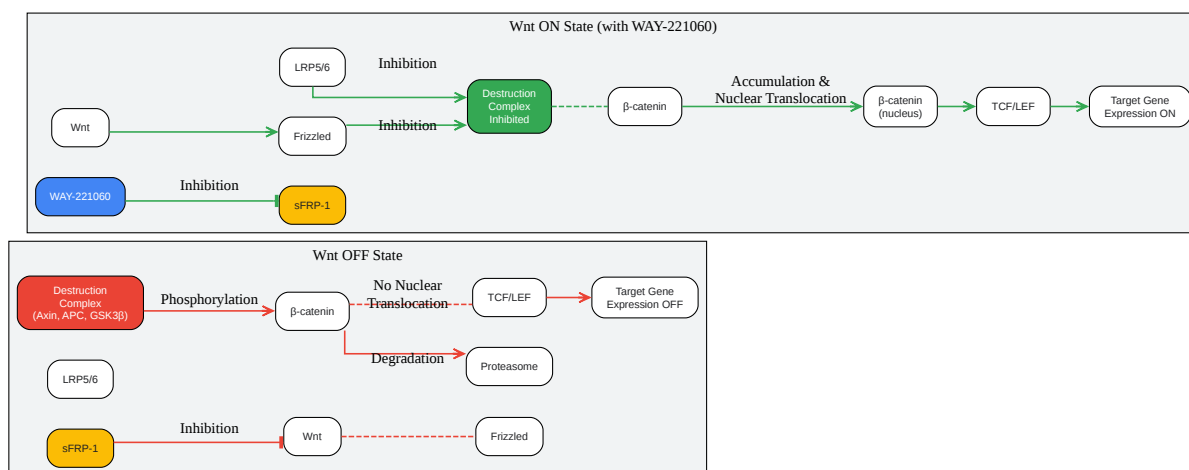 Wnt ON State (with WAY-221060)
LRP5/6
Inhibition
Destruction
Complex
Inhibited
β-catenin
Accumulation &
Nuclear Translocation
β-catenin
(nucleus)
TCF/LEF
Target Gene
Expression ON
Wnt
Frizzled
Inhibition
WAY-221060
Inhibition
sFRP-1
Wnt OFF State
Destruction
Complex
(Axin, APC, GSK3β)
Phosphorylation
β-catenin
No Nuclear
Translocation
TCF/LEF
Target Gene
Expression OFF
Degradation
Proteasome
LRP5/6
sFRP-1
Inhibition
Wnt
Frizzled